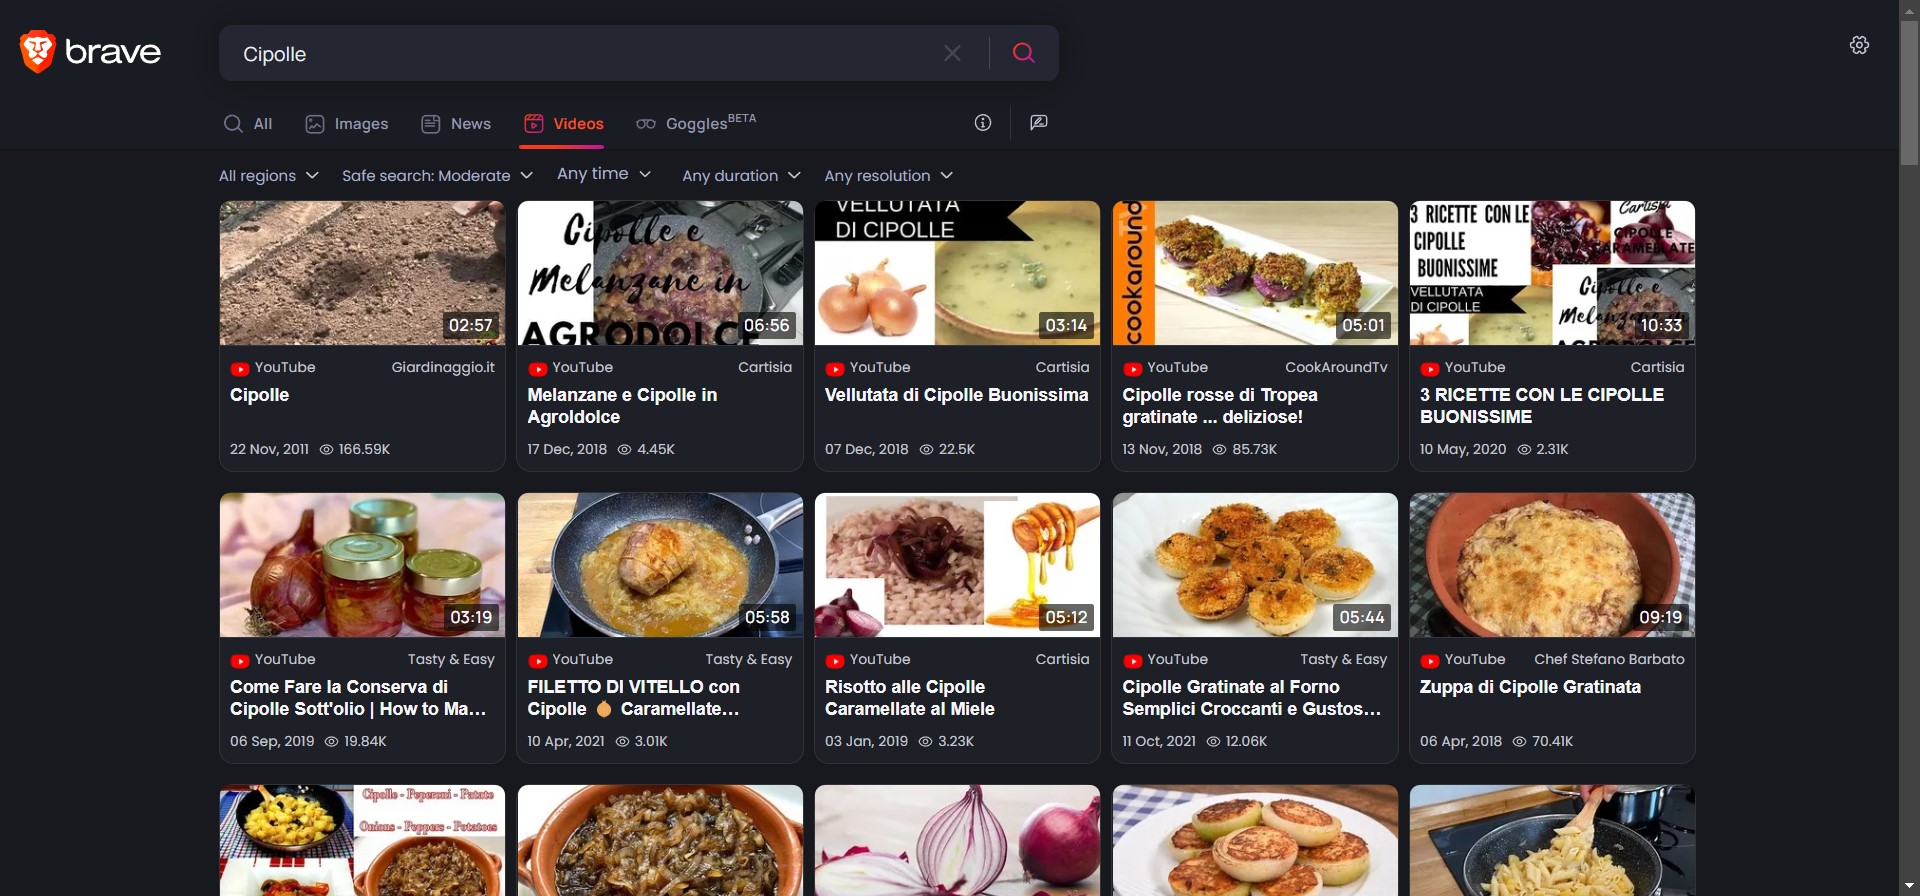 brave
Cipolle
All
Images
News
Videos
Goggles BETA
All regions
Safe search: Moderate
Any time
Any duration
Any resolution
02:57
YouTube Giardinaggio.it
Cipolle
22 Nov, 2011 166.59K
Cipolle e
Melanzane in
AGRODOLCE
06:56
YouTube Cartisia
Melanzane e Cipolle in
Agroldolce
17 Dec, 2018 4.45K
VELLUTATA
DI CIPOLLE
03:14
YouTube Cartisia
Vellutata di Cipolle Buonissima
07 Dec, 2018 22.5K
cookaround
05:01
YouTube CookAroundTv
Cipolle rosse di Tropea
gratinate ... deliziose!
13 Nov, 2018 85.73K
3 RICETTE CON LE
CIPOLLE
BUONISSIME
Cartisia
CIPOLLE
CARAMELLATE
VELLUTATA
DI CIPOLLE
Cipolle e
Melanzane in
10:33
YouTube Cartisia
3 RICETTE CON LE CIPOLLE
BUONISSIME
10 May, 2020 2.31K
03:19
YouTube Tasty & Easy
Come Fare la Conserva di
Cipolle Sott'olio | How to Ma...
06 Sep, 2019 19.84K
05:58
YouTube Tasty & Easy
FILETTO DI VITELLO con
Cipolle Caramellate...
10 Apr, 2021 3.01K
05:12
YouTube Cartisia
Risotto alle Cipolle
Caramellate al Miele
03 Jan, 2019 3.23K
05:44
YouTube Tasty & Easy
Cipolle Gratinate al Forno
Semplici Croccanti e Gustos...
11 Oct, 2021 12.06K
09:19
YouTube Chef Stefano Barbato
Zuppa di Cipolle Gratinata
06 Apr, 2018 70.41K
Cipolle - Peperoni - Patate
Onions - Peppers - Potatoes